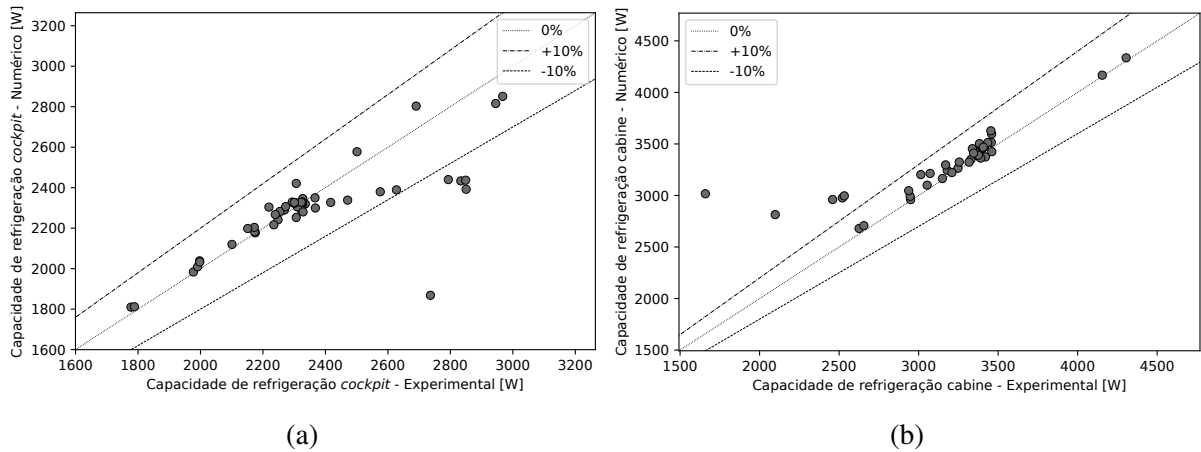 3200
3000
2800
2600
2400
2200
2000
1800
1600
1600 1800 2000 2200 2400 2600 2800 3000 3200
Capacidade de refrigeração cockpit - Numérico [W]
Capacidade de refrigeração cockpit - Experimental [W]
0%
+10%
-10%
(a)
4500
4000
3500
3000
2500
2000
1500
1500 2000 2500 3000 3500 4000 4500
Capacidade de refrigeração cabine - Numérico [W]
Capacidade de refrigeração cabine - Experimental [W]
0%
+10%
-10%
(b)